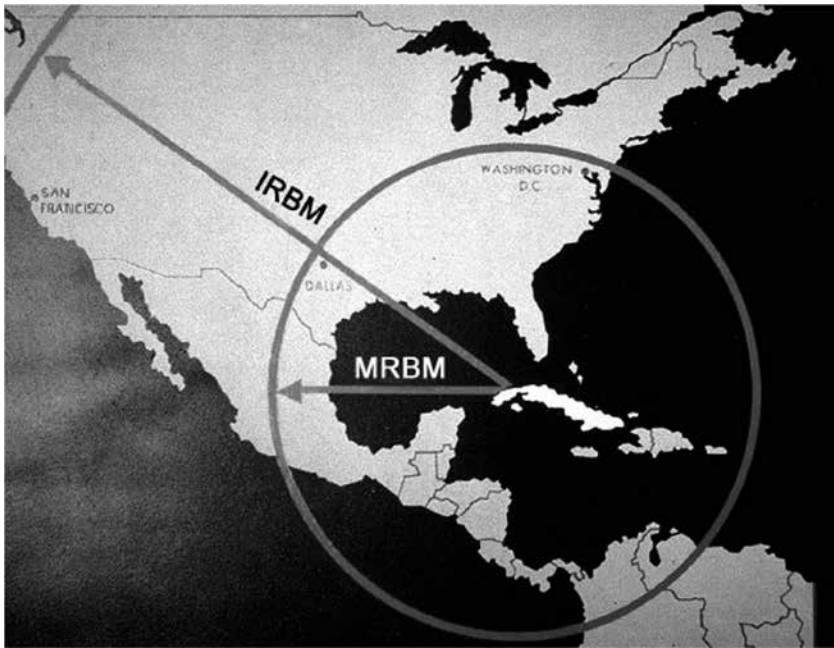 WASHINGTON
D.C.
SAN
FRANCISCO
IRBM
DALLAS
MRBM